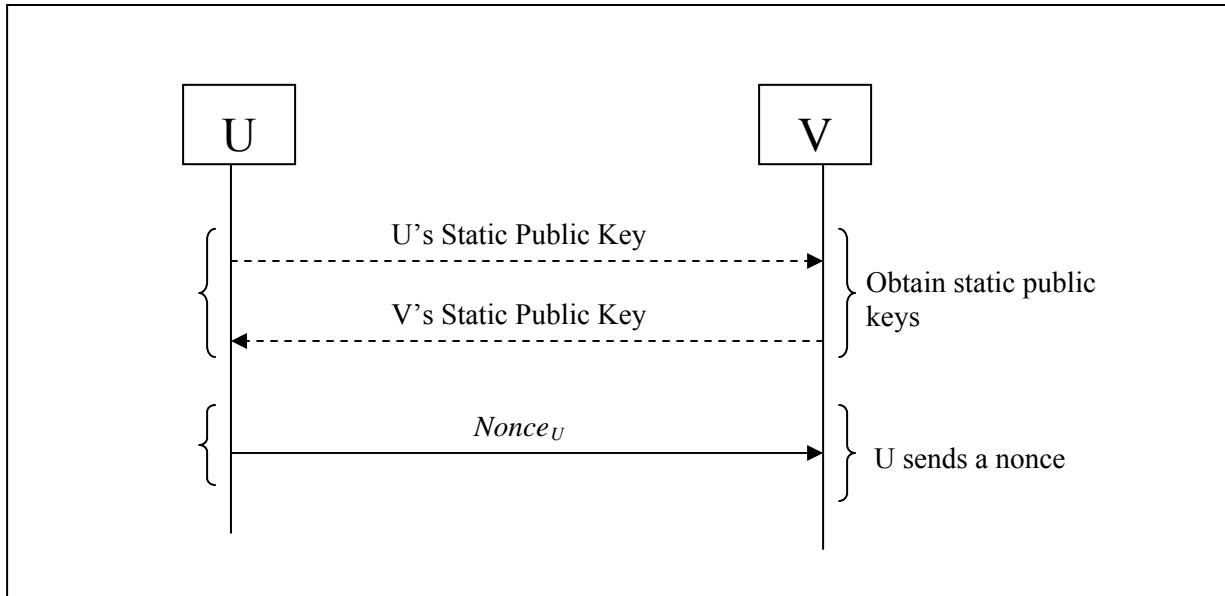 U
V
U’s Static Public Key
V’s Static Public Key
Obtain static public
keys
NonceU
U sends a nonce